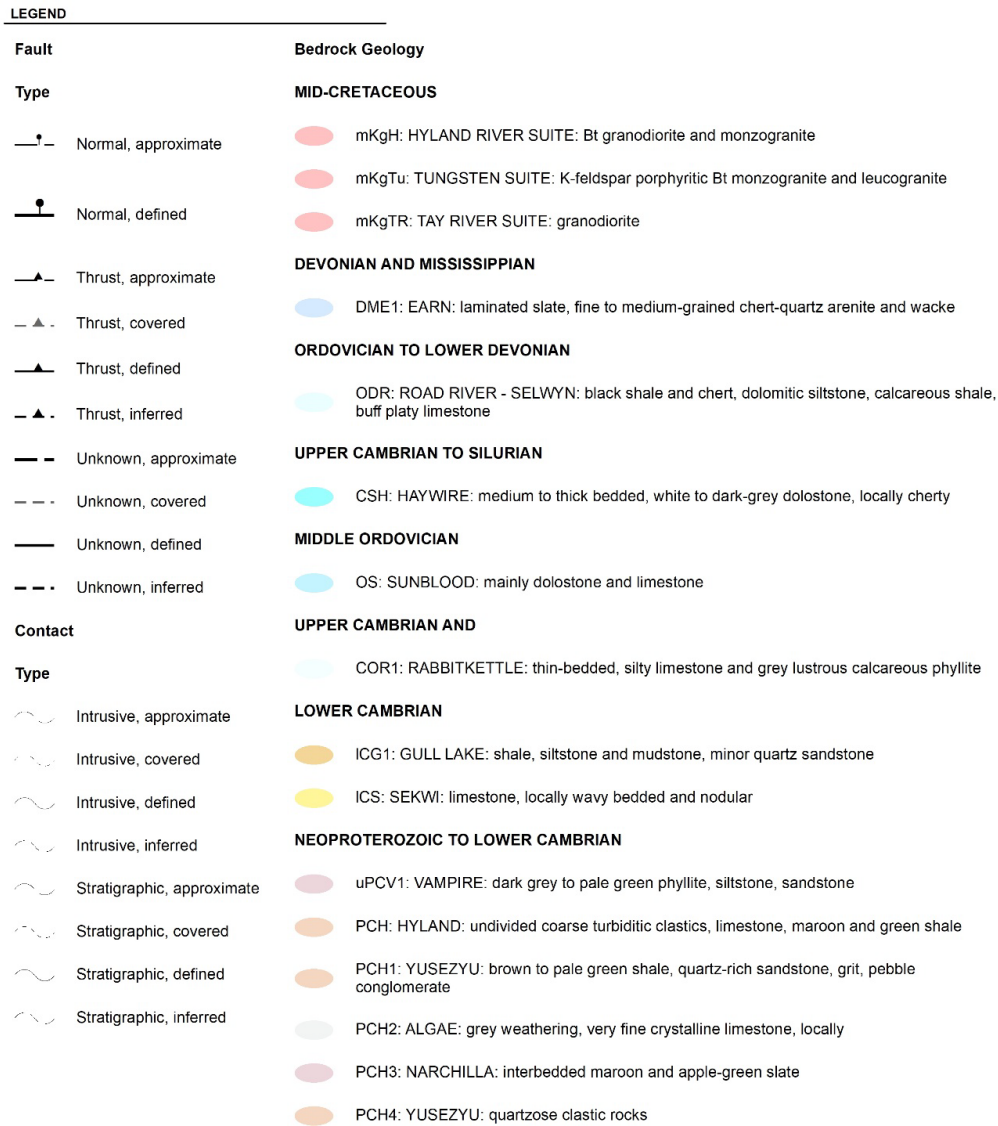 LEGEND
Fault
Type
Normal, approximate
Normal, defined
Thrust, approximate
Thrust, covered
Thrust, defined
Thrust, inferred
Unknown, approximate
Unknown, covered
Unknown, defined
Unknown, inferred
Contact
Type
Intrusive, approximate
Intrusive, covered
Intrusive, defined
Intrusive, inferred
Stratigraphic, approximate
Stratigraphic, covered
Stratigraphic, defined
Stratigraphic, inferred
Bedrock Geology
MID-CRETACEOUS
mKgH: HYLAND RIVER SUITE: Bt granodiorite and monzogranite
mKgTu: TUNGSTEN SUITE: K-feldspar porphyritic Bt monzogranite and leucogranite
mKgTR: TAY RIVER SUITE: granodiorite
DEVONIAN AND MISSISSIPPIAN
DME1: EARN: laminated slate, fine to medium-grained chert-quartz arenite and wacke
ORDOVICIAN TO LOWER DEVONIAN
ODR: ROAD RIVER - SELWYN: black shale and chert, dolomitic siltstone, calcareous shale,
buff platy limestone
UPPER CAMBRIAN TO SILURIAN
CSH: HAYWIRE: medium to thick bedded, white to dark-grey dolostone, locally cherty
MIDDLE ORDOVICIAN
OS: SUNBLOOD: mainly dolostone and limestone
UPPER CAMBRIAN AND
COR1: RABBITKETTLE: thin-bedded, silty limestone and grey lustrous calcareous phyllite
LOWER CAMBRIAN
lCG1: GULL LAKE: shale, siltstone and mudstone, minor quartz sandstone
lCS: SEKWI: limestone, locally wavy bedded and nodular
NEOPROTEROZOIC TO LOWER CAMBRIAN
uPCV1: VAMPIRE: dark grey to pale green phyllite, siltstone, sandstone
PCH: HYLAND: undivided coarse turbiditic clastics, limestone, maroon and green shale
PCH1: YUSEZYU: brown to pale green shale, quartz-rich sandstone, grit, pebble
conglomerate
PCH2: ALGAE: grey weathering, very fine crystalline limestone, locally
PCH3: NARCHILLA: interbedded maroon and apple-green slate
PCH4: YUSEZYU: quartzose clastic rocks